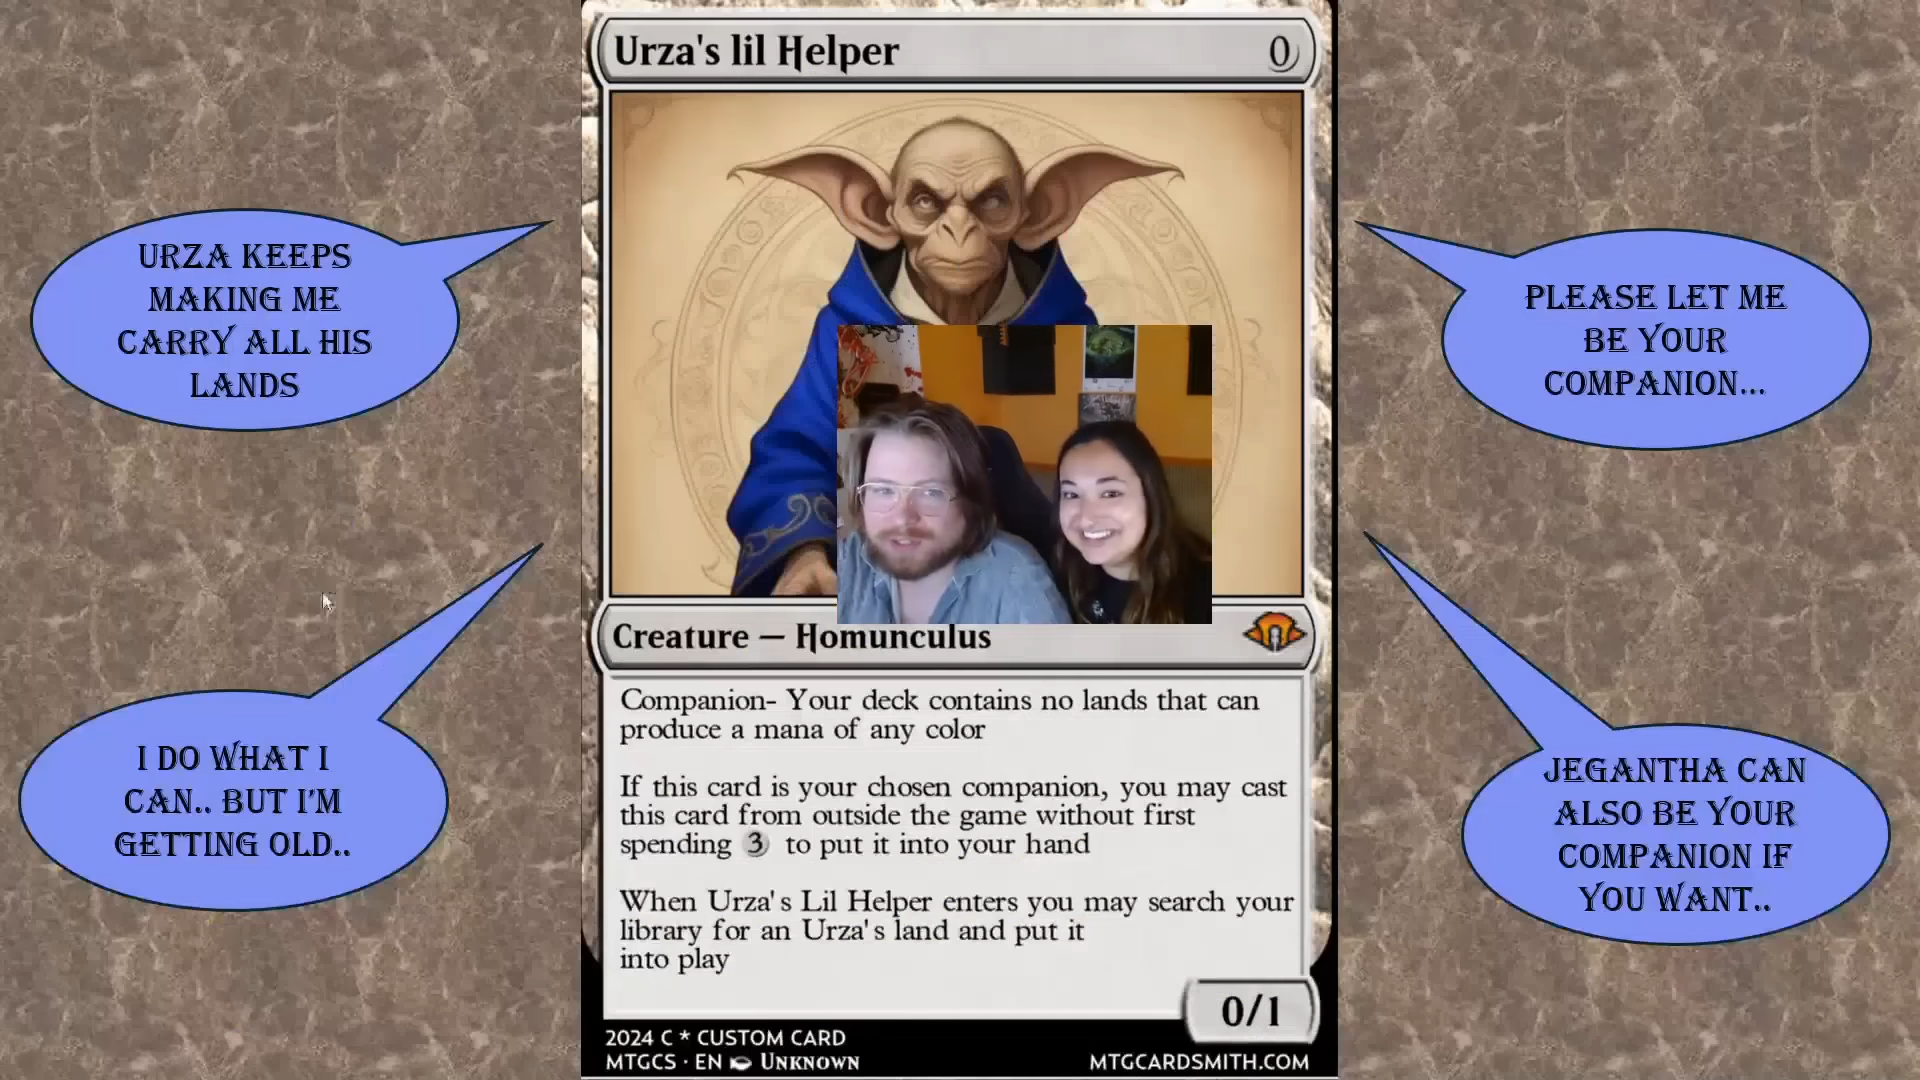 Urza's lil Helper 0
URZA KEEPS
MAKING ME
CARRY ALL HIS
LANDS
PLEASE LET ME
BE YOUR
COMPANION...
I DO WHAT I
CAN.. BUT I'M
GETTING OLD..
JEGANTHA CAN
ALSO BE YOUR
COMPANION IF
YOU WANT..
Creature — Homunculus
Companion- Your deck contains no lands that can
produce a mana of any color
If this card is your chosen companion, you may cast
this card from outside the game without first
spending 3 to put it into your hand
When Urza's Lil Helper enters you may search your
library for an Urza's land and put it
into play
0/1
2024 C * CUSTOM CARD
MTGCS · EN UNKNOWN
MTGCARDSMITH.COM